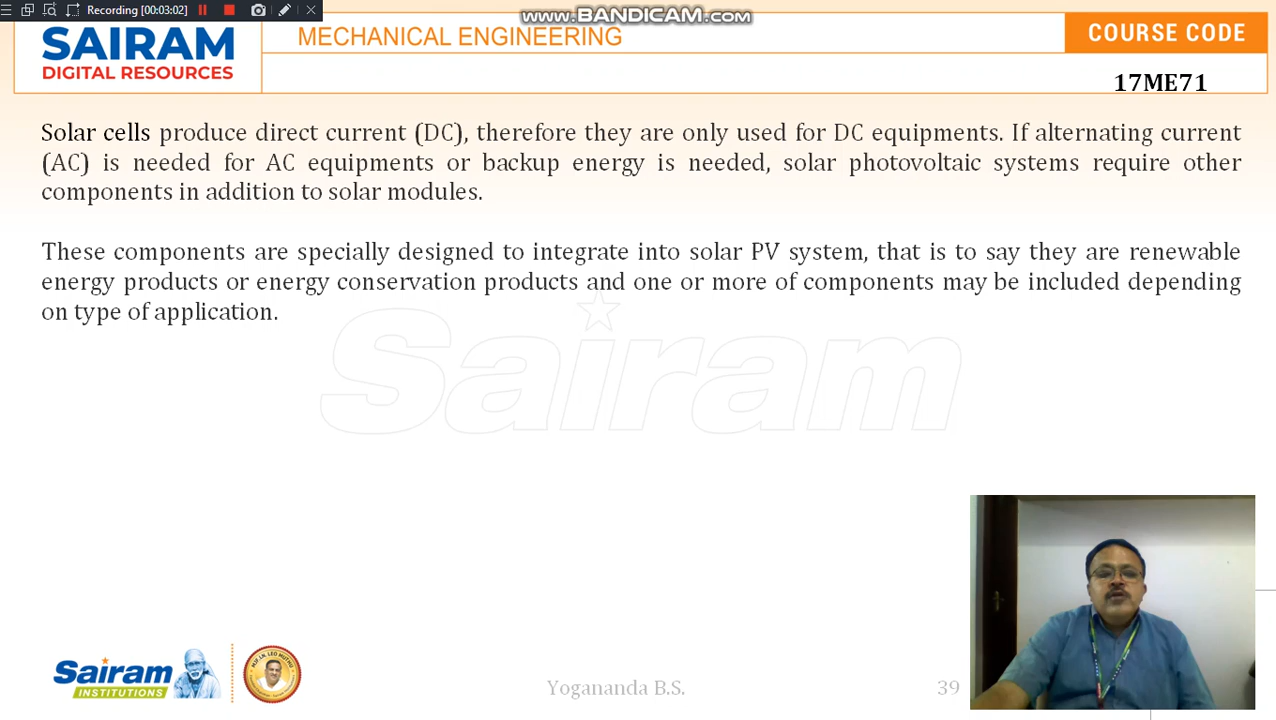 Recording [00:03:02]
www.BANDICAM.com
SAIRAM
DIGITAL RESOURCES
MECHANICAL ENGINEERING
COURSE CODE
17ME71
Solar cells produce direct current (DC), therefore they are only used for DC equipments. If alternating current
(AC) is needed for AC equipments or backup energy is needed, solar photovoltaic systems require other
components in addition to solar modules.
These components are specially designed to integrate into solar PV system, that is to say they are renewable
energy products or energy conservation products and one or more of components may be included depending
on type of application.
Sairam
Sairam
INSTITUTIONS
Yogananda B.S.
39